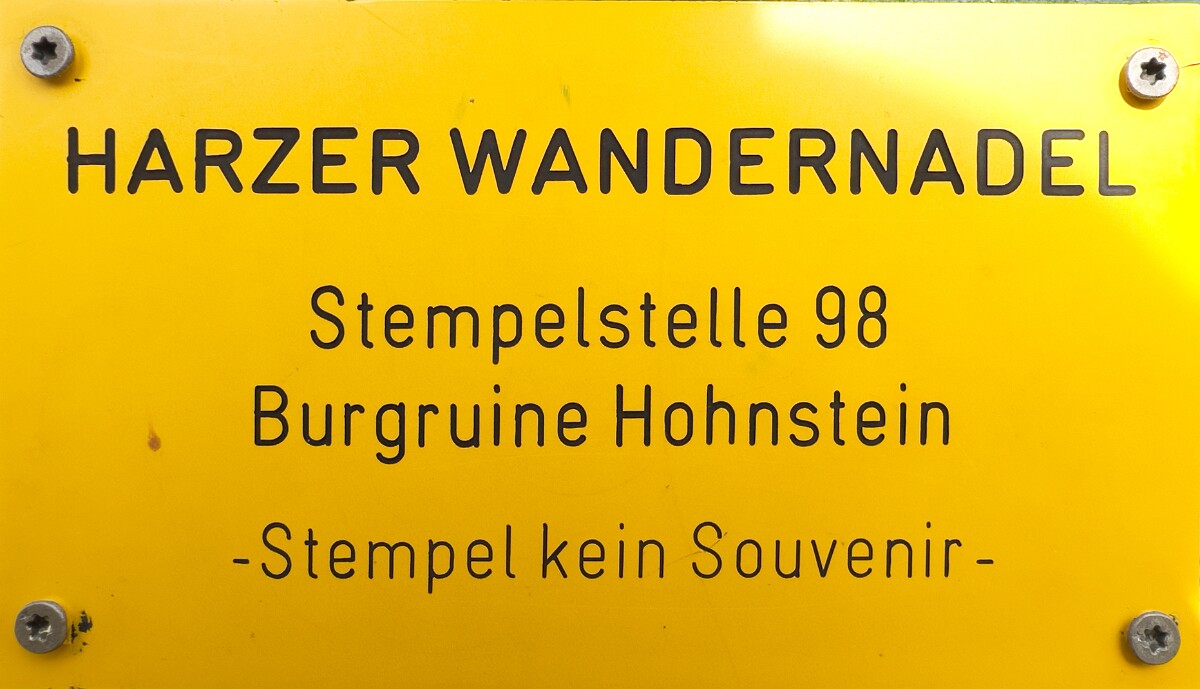 HARZER WANDERNADEL
Stempelstelle 98
Burgruine Hohnstein
-Stempel kein Souvenir-